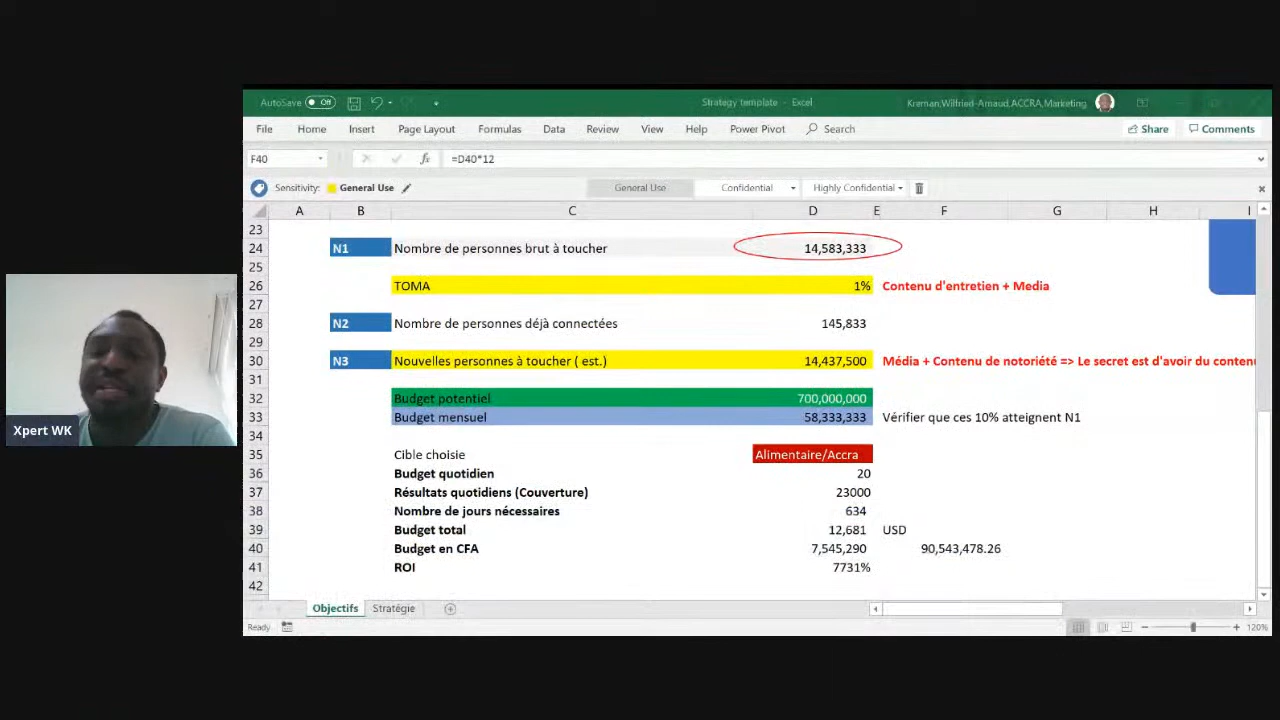 AutoSave Off Strategy template - Excel Kraman,Wilfried-Arnaud,ACCRA,Marketing
File Home Insert Page Layout Formulas Data Review View Help Power Pivot Search Share Comments
F40 fx =D40*12
Sensitivity: General Use General Use Confidential Highly Confidential
A B C D E F G H I
23
24 N1 Nombre de personnes brut à toucher 14,583,333
25
26 TOMA 1% Contenu d'entretien + Media
27
28 N2 Nombre de personnes déjà connectées 145,833
29
30 N3 Nouvelles personnes à toucher ( est.) 14,437,500 Média + Contenu de notoriété => Le secret est d'avoir du contenu
31
32 Budget potentiel 700,000,000
33 Budget mensuel 58,333,333 Vérifier que ces 10% atteignent N1
34
35 Cible choisie Alimentaire/Accra
36 Budget quotidien 20
37 Résultats quotidiens (Couverture) 23000
38 Nombre de jours nécessaires 634
39 Budget total 12,681 USD
40 Budget en CFA 7,545,290 90,543,478.26
41 ROI 7731%
42
Xpert WK
Objectifs Stratégie
Ready 120%